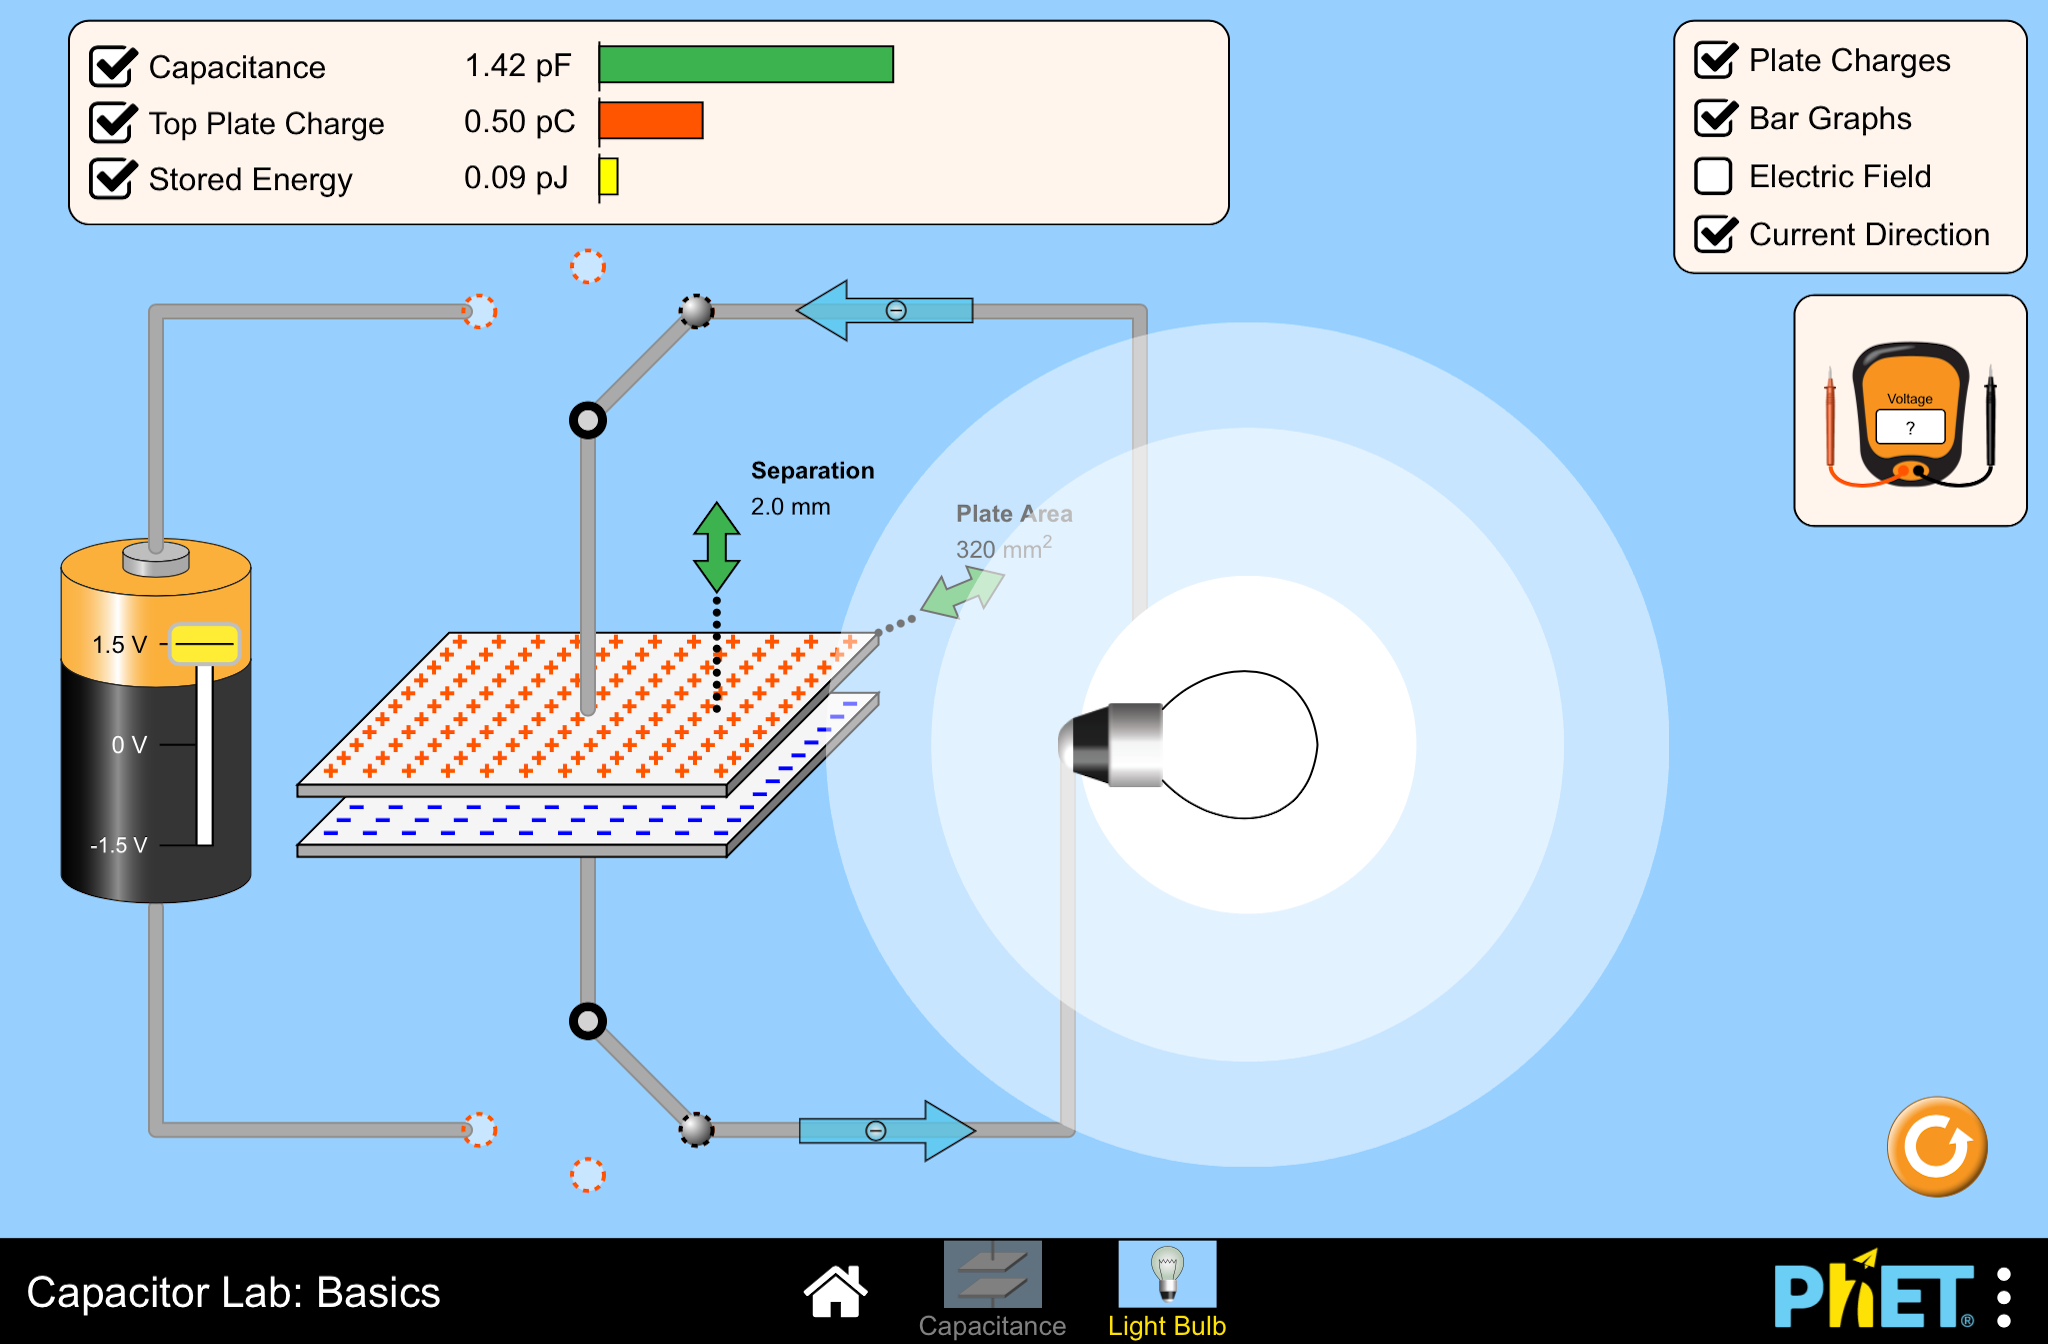 Capacitance 1.42 pF
Top Plate Charge 0.50 pC
Stored Energy 0.09 pJ
Plate Charges
Bar Graphs
Electric Field
Current Direction
Voltage
?
Separation
2.0 mm
Plate Area
320 mm²
1.5 V
0 V
-1.5 V
Capacitor Lab: Basics
Capacitance
Light Bulb
PhET®